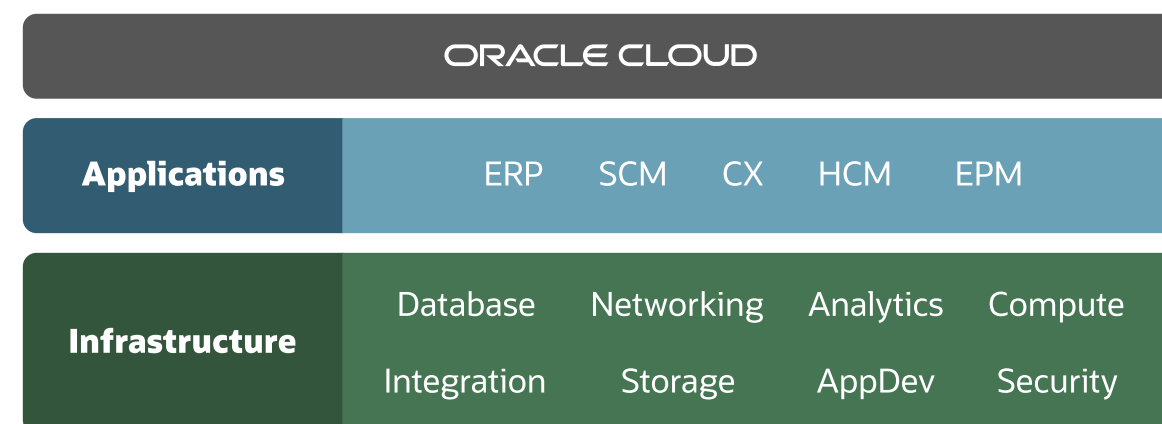 ORACLE CLOUD
Applications
ERP SCM CX HCM EPM
Infrastructure
Database Networking Analytics Compute
Integration Storage AppDev Security